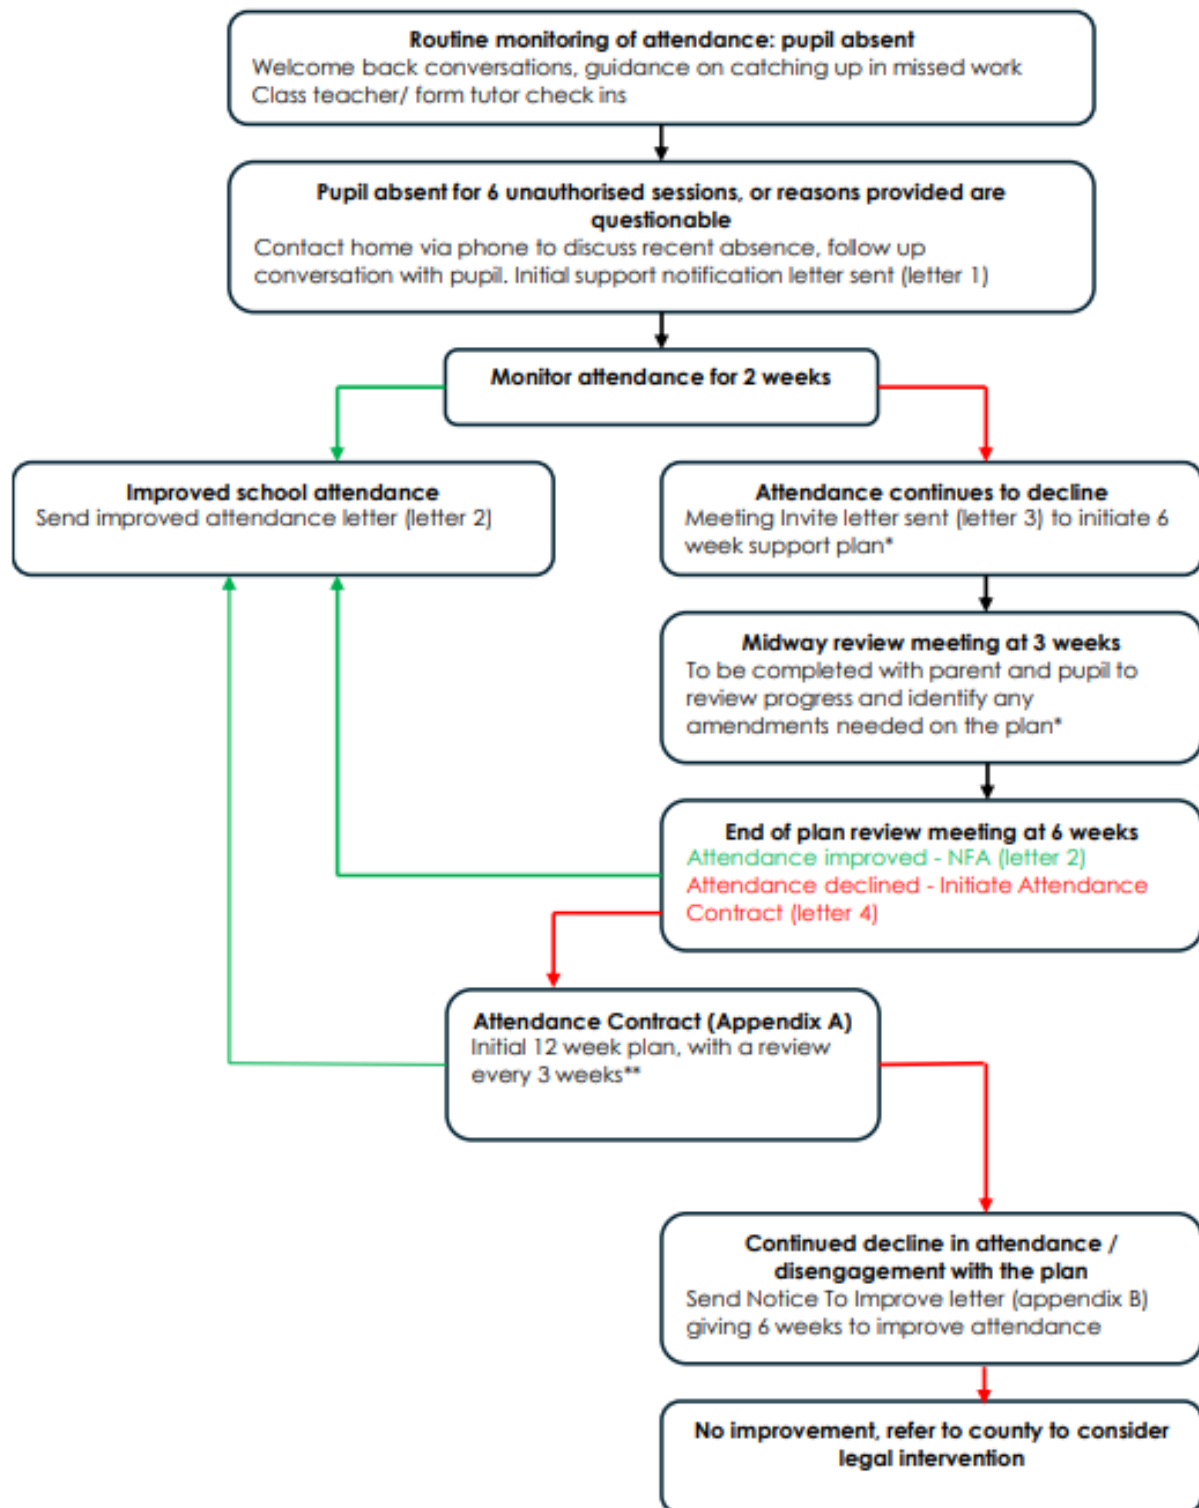 Routine monitoring of attendance: pupil absent
Welcome back conversations, guidance on catching up in missed work
Class teacher/ form tutor check ins
Pupil absent for 6 unauthorised sessions, or reasons provided are
questionable
Contact home via phone to discuss recent absence, follow up
conversation with pupil. Initial support notification letter sent (letter 1)
Monitor attendance for 2 weeks
Improved school attendance
Send improved attendance letter (letter 2)
Attendance continues to decline
Meeting Invite letter sent (letter 3) to initiate 6
week support plan*
Midway review meeting at 3 weeks
To be completed with parent and pupil to
review progress and identify any
amendments needed on the plan*
End of plan review meeting at 6 weeks
Attendance improved - NFA (letter 2)
Attendance declined - Initiate Attendance
Contract (letter 4)
Attendance Contract (Appendix A)
Initial 12 week plan, with a review
every 3 weeks**
Continued decline in attendance /
disengagement with the plan
Send Notice To Improve letter (appendix B)
giving 6 weeks to improve attendance
No improvement, refer to county to consider
legal intervention